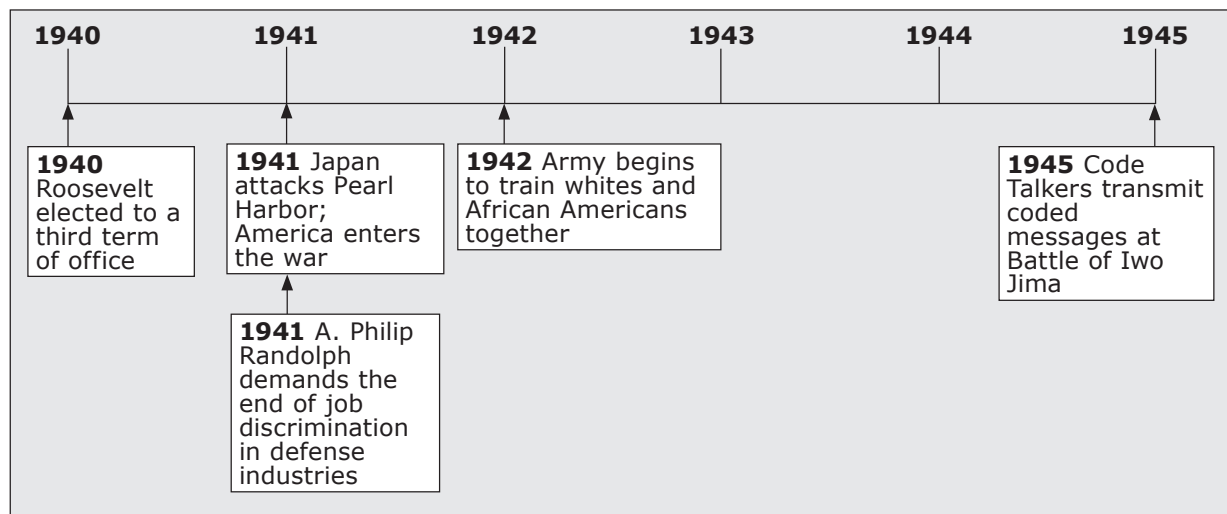 1940 1941 1942 1943 1944 1945
1940
Roosevelt
elected to a
third term
of office
1941 Japan
attacks Pearl
Harbor;
America enters
the war
1941 A. Philip
Randolph
demands the
end of job
discrimination
in defense
industries
1942 Army begins
to train whites and
African Americans
together
1945 Code
Talkers transmit
coded
messages at
Battle of Iwo
Jima